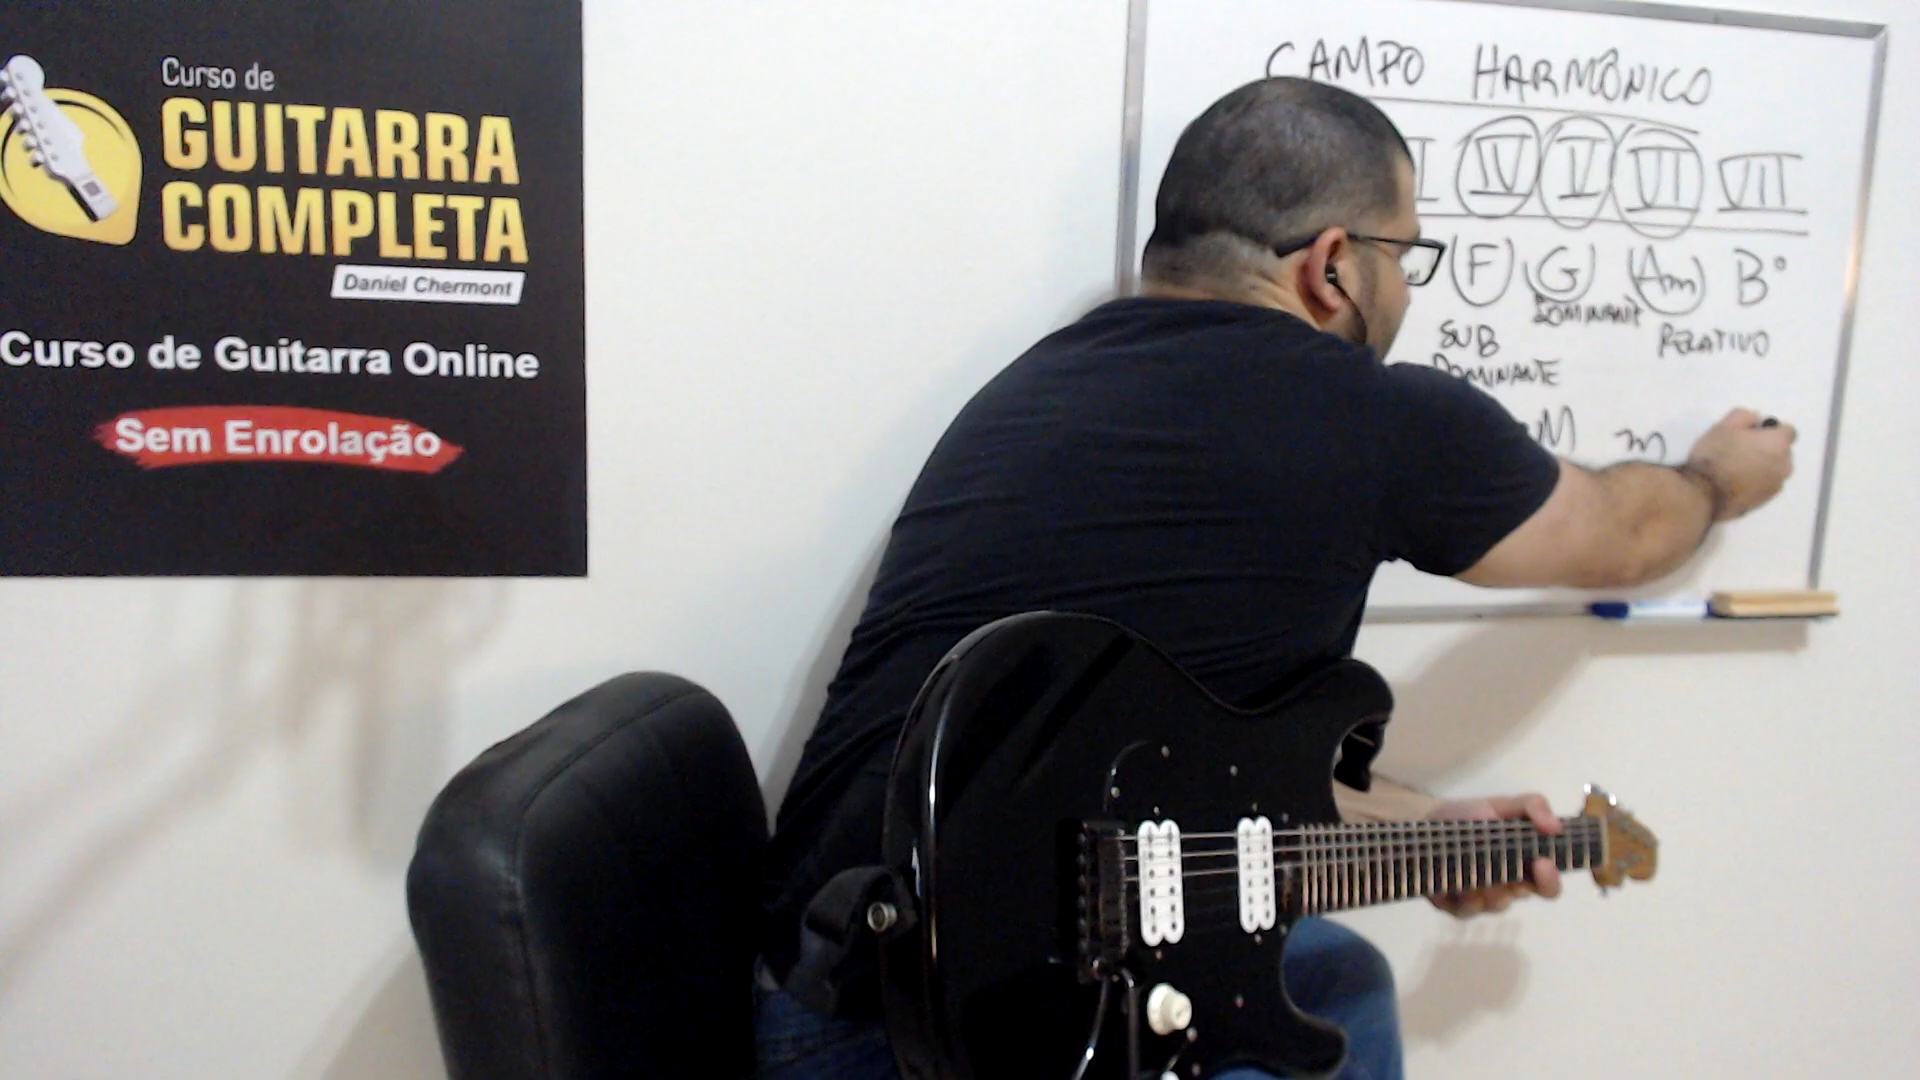 Curso de
GUITARRA
COMPLETA
Daniel Chermont
Curso de Guitarra Online
Sem Enrolação
CAMPO HARMÔNICO
IV V VI VII
F G Am B°
DOMINANTE
SUB
DOMINANTE
RELATIVO
M m